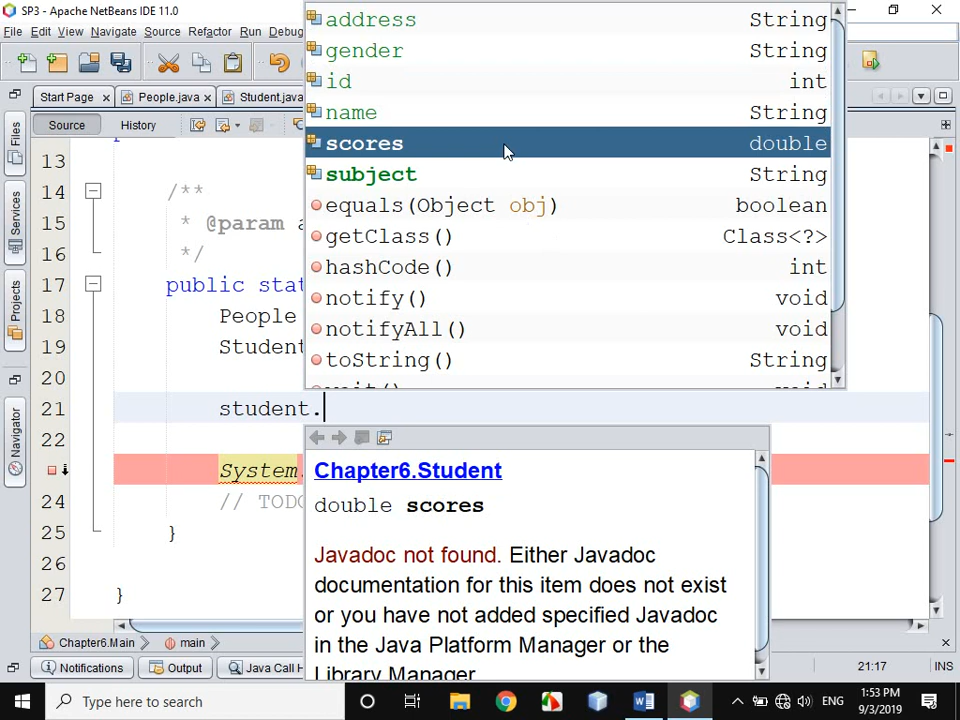 SP3 - Apache NetBeans IDE 11.0
File Edit View Navigate Source Refactor Run Debug
Start Page
People.java
Student.java
Source History
Files
Services
Projects
Navigator
address String
gender String
id int
name String
scores double
subject String
equals(Object obj) boolean
getClass() Class<?>
hashCode() int
notify() void
notifyAll() void
toString() String
13
14 /**
15 * @param a
16 */
17 public stat
18 People
19 Student
20
21 student.
22
System.
24 // TODO
25 }
26
27 }
Chapter6.Student
double scores
Javadoc not found. Either Javadoc
documentation for this item does not exist
or you have not added specified Javadoc
in the Java Platform Manager or the
Library Manager.
Chapter6.Main main
Notifications Output Java Call H 21:17 INS
Type here to search
ENG
1:53 PM
9/3/2019